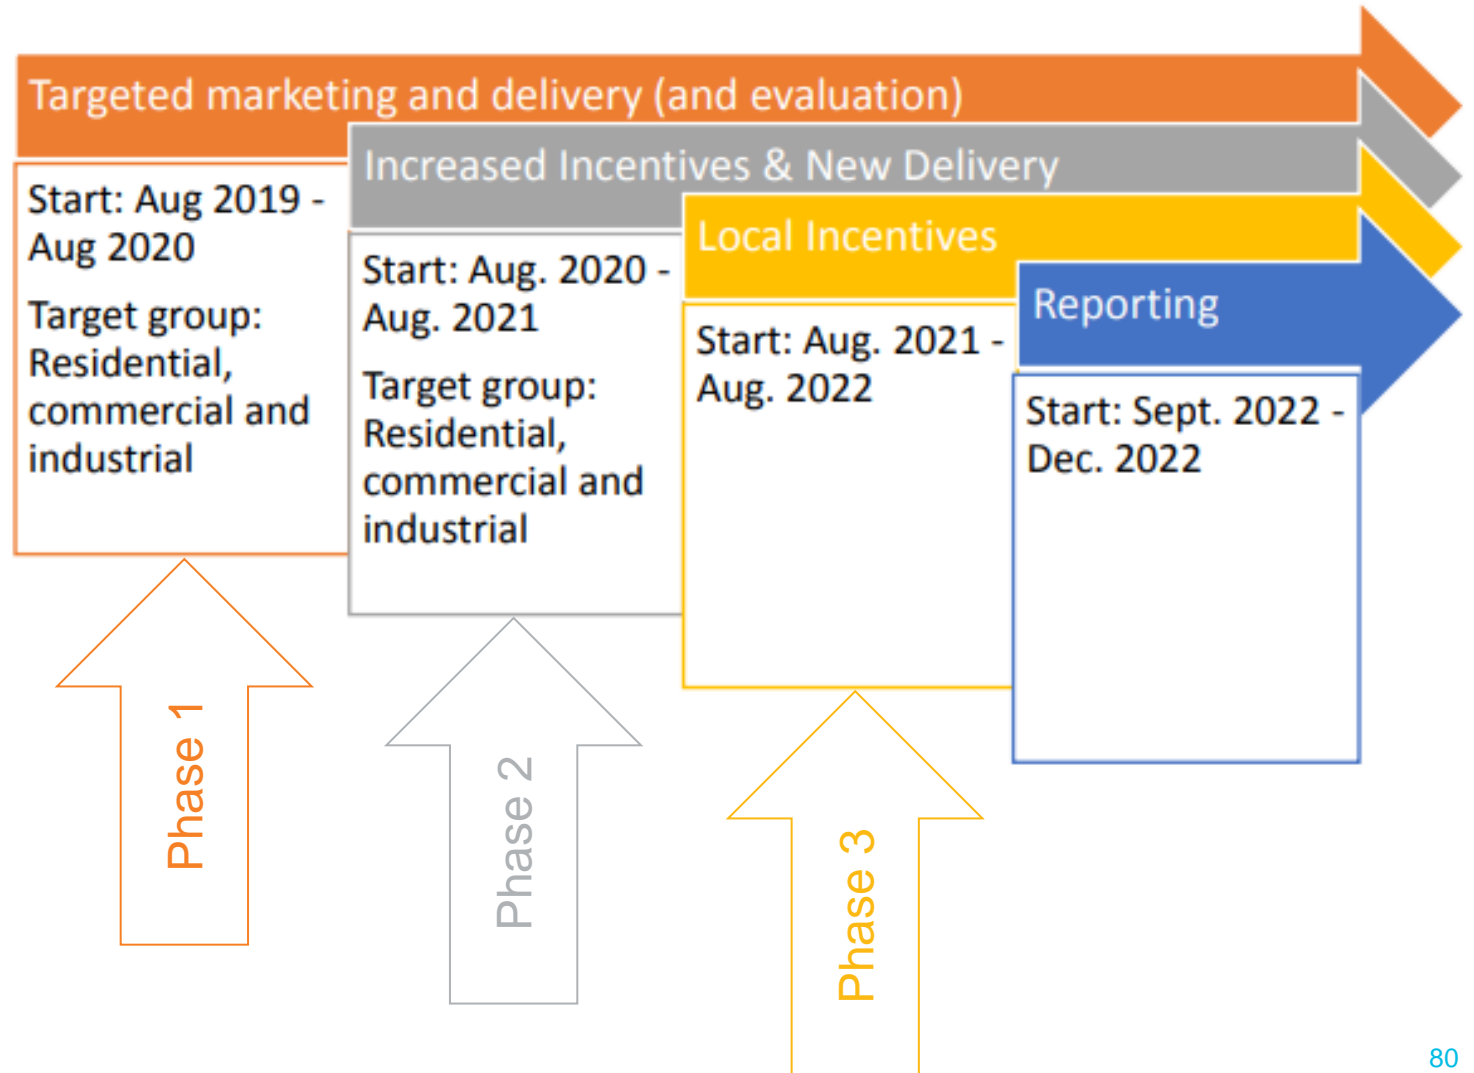 Targeted marketing and delivery (and evaluation)
Start: Aug 2019 -
Aug 2020
Target group:
Residential,
commercial and
industrial
Increased Incentives & New Delivery
Start: Aug. 2020 -
Aug. 2021
Target group:
Residential,
commercial and
industrial
Local Incentives
Start: Aug. 2021 -
Aug. 2022
Reporting
Start: Sept. 2022 -
Dec. 2022
Phase 1
Phase 2
Phase 3
80